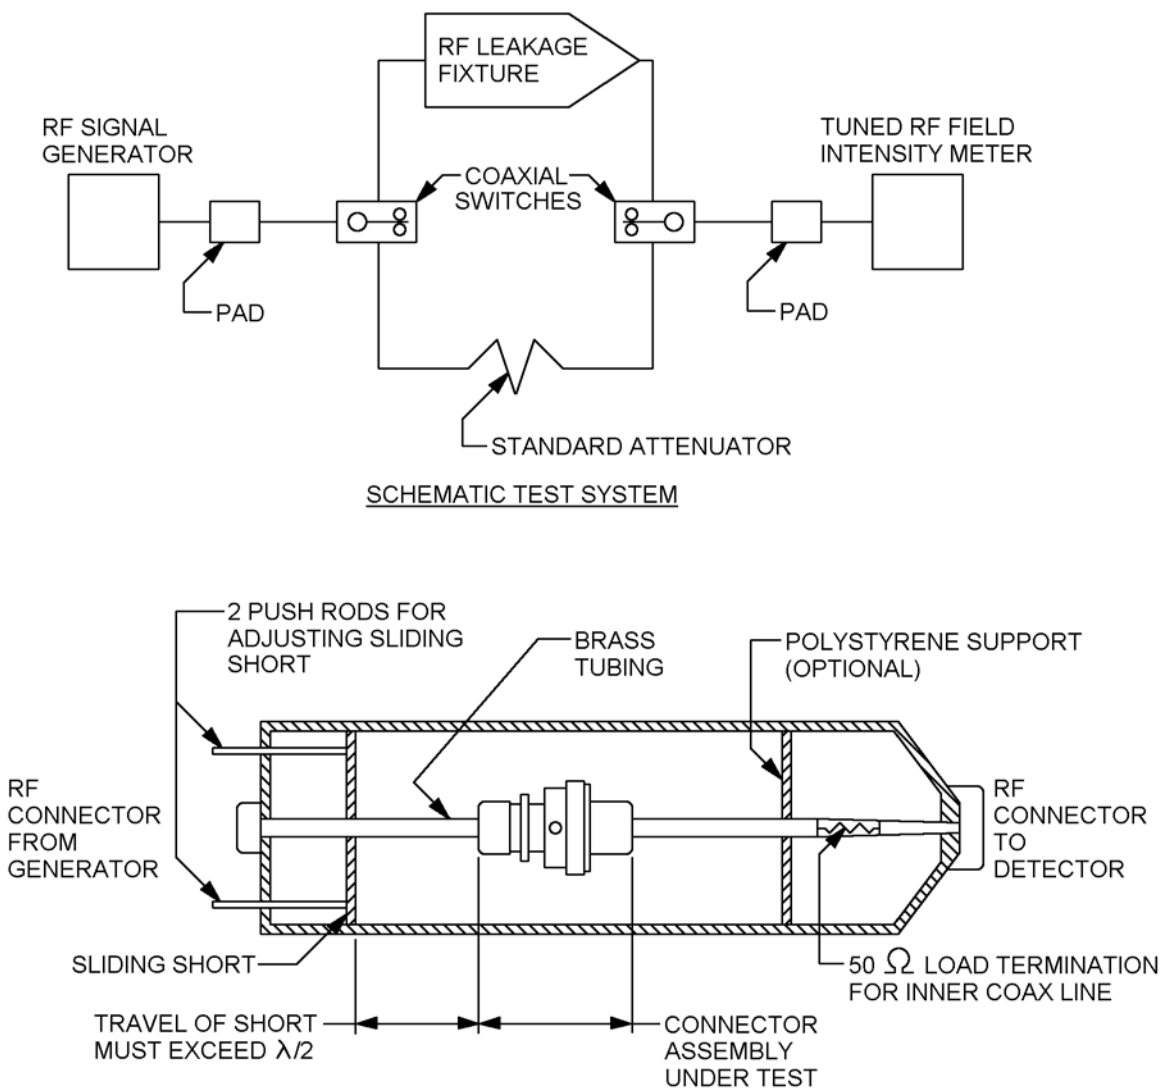 RF LEAKAGE
FIXTURE
RF SIGNAL
GENERATOR
TUNED RF FIELD
INTENSITY METER
COAXIAL
SWITCHES
PAD
PAD
STANDARD ATTENUATOR
SCHEMATIC TEST SYSTEM
2 PUSH RODS FOR
ADJUSTING SLIDING
SHORT
BRASS
TUBING
POLYSTYRENE SUPPORT
(OPTIONAL)
RF
CONNECTOR
FROM
GENERATOR
RF
CONNECTOR
TO
DETECTOR
SLIDING SHORT
50 Ω LOAD TERMINATION
FOR INNER COAX LINE
TRAVEL OF SHORT
MUST EXCEED λ/2
CONNECTOR
ASSEMBLY
UNDER TEST